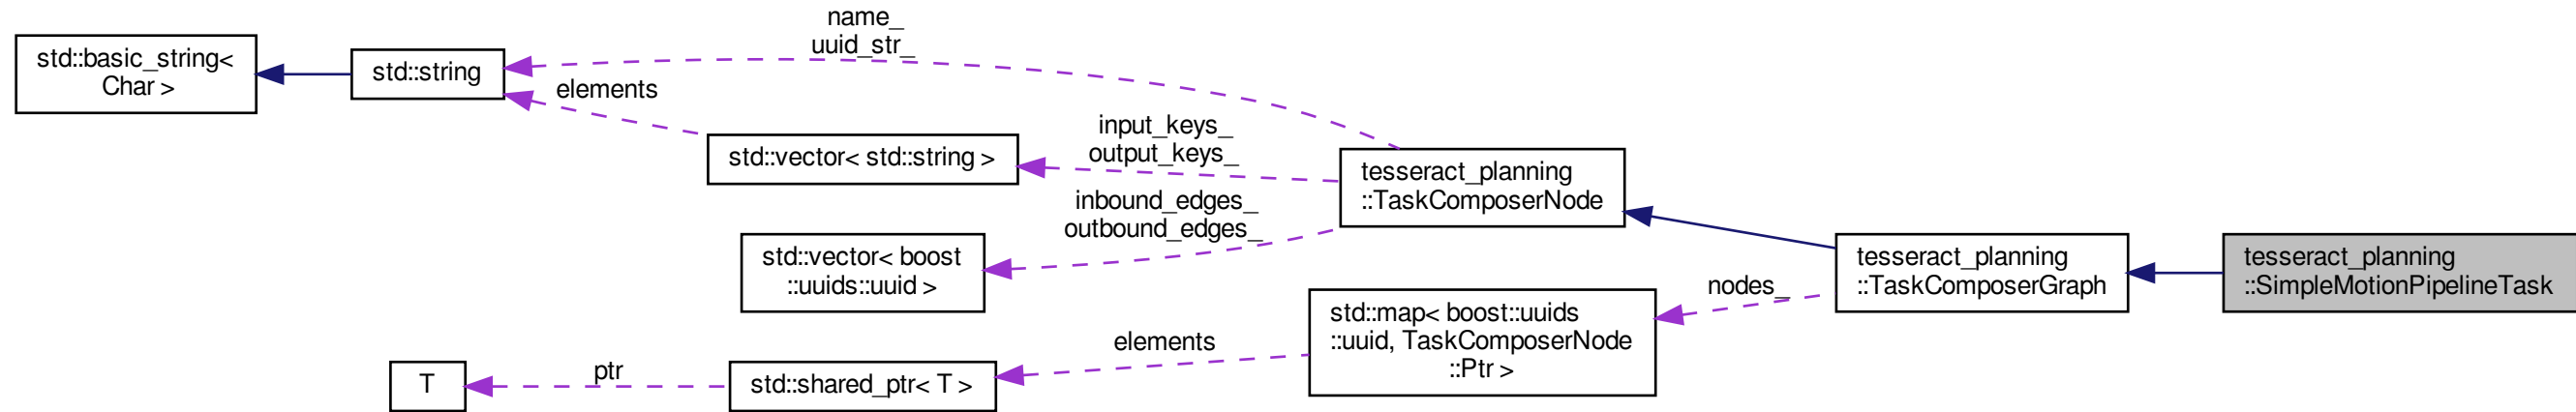 std::basic_string<
Char >
std::string
name_
uuid_str_
elements
std::vector< std::string >
input_keys_
output_keys_
inbound_edges_
outbound_edges_
std::vector< boost
::uuids::uuid >
tesseract_planning
::TaskComposerNode
T
ptr
std::shared_ptr< T >
elements
std::map< boost::uuids
::uuid, TaskComposerNode
::Ptr >
nodes_
tesseract_planning
::TaskComposerGraph
tesseract_planning
::SimpleMotionPipelineTask